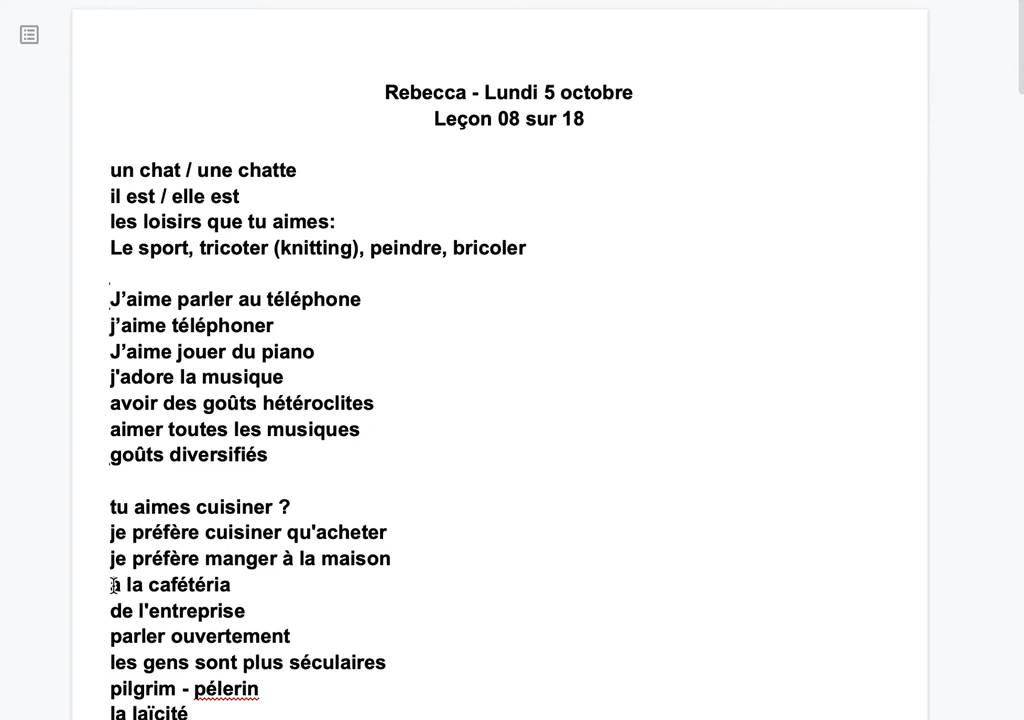 Rebecca - Lundi 5 octobre
Leçon 08 sur 18
un chat / une chatte
il est / elle est
les loisirs que tu aimes:
Le sport, tricoter (knitting), peindre, bricoler
J’aime parler au téléphone
j’aime téléphoner
J’aime jouer du piano
j'adore la musique
avoir des goûts hétéroclites
aimer toutes les musiques
goûts diversifiés
tu aimes cuisiner ?
je préfère cuisiner qu'acheter
je préfère manger à la maison
à la cafétéria
de l'entreprise
parler ouvertement
les gens sont plus séculaires
pilgrim - pélerin
la laïcité